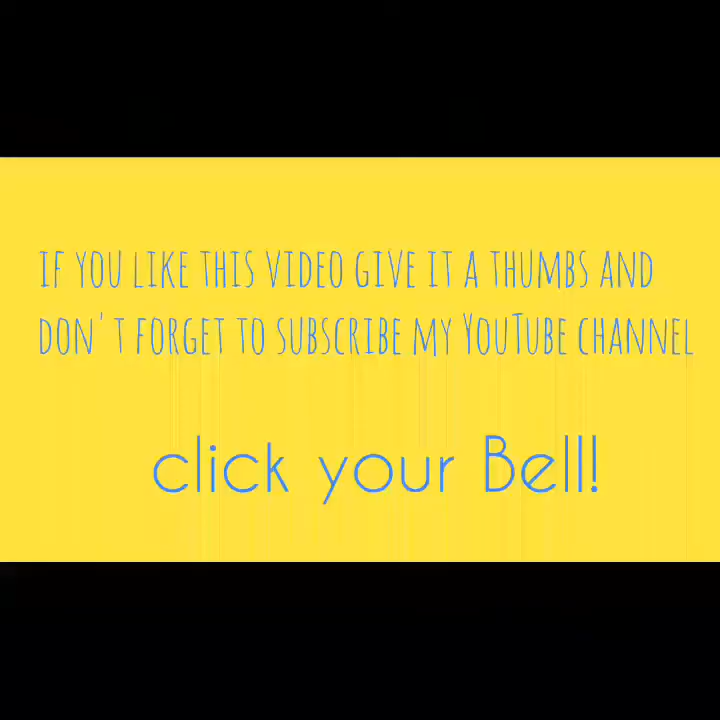 IF YOU LIKE THIS VIDEO GIVE IT A THUMBS AND
DON'T FORGET TO SUBSCRIBE MY YOUTUBE CHANNEL
click your Bell!